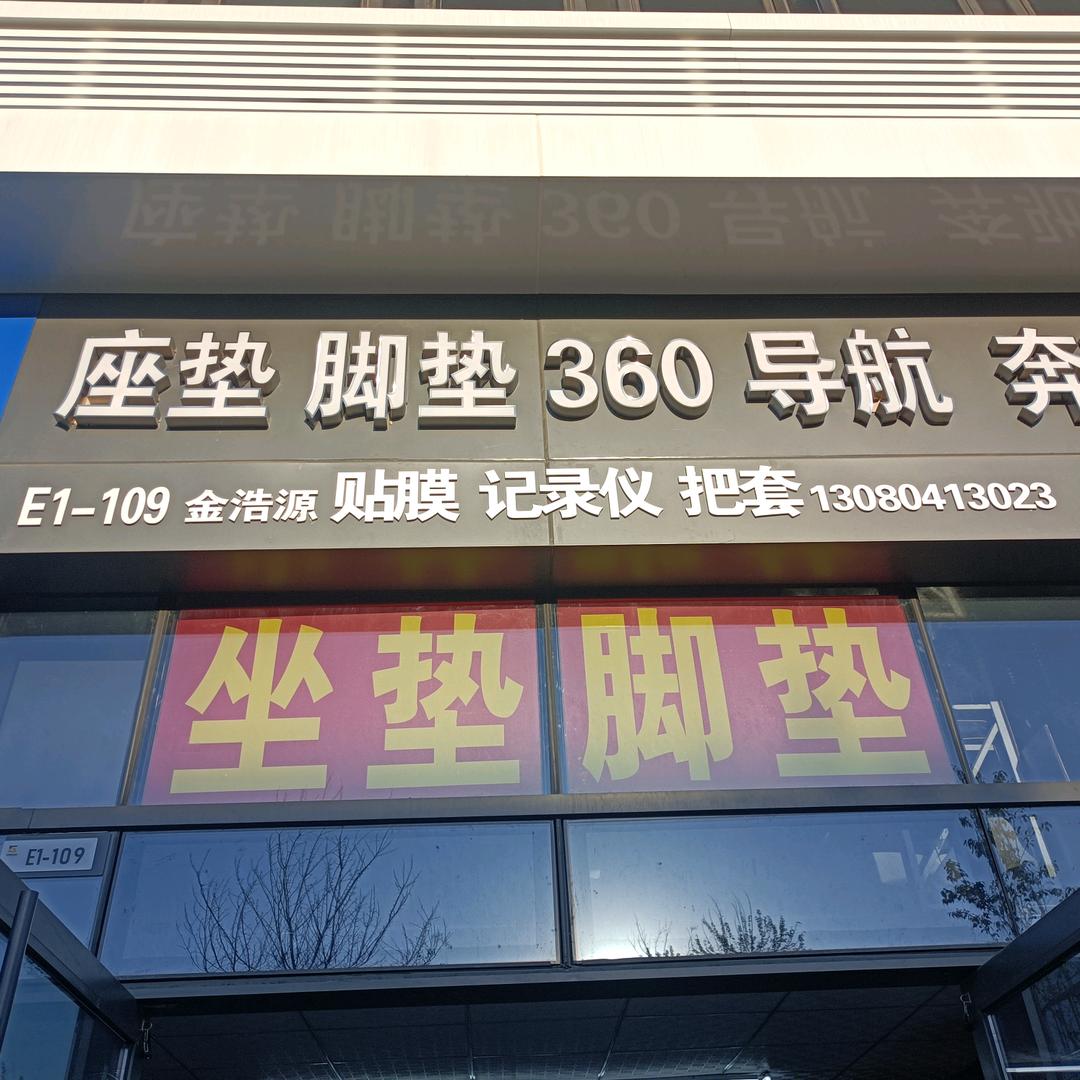 座垫 脚垫 360 导航 奔
E1-109 金浩源 贴膜 记录仪 把套 13080413023
坐垫 脚垫
E1-109